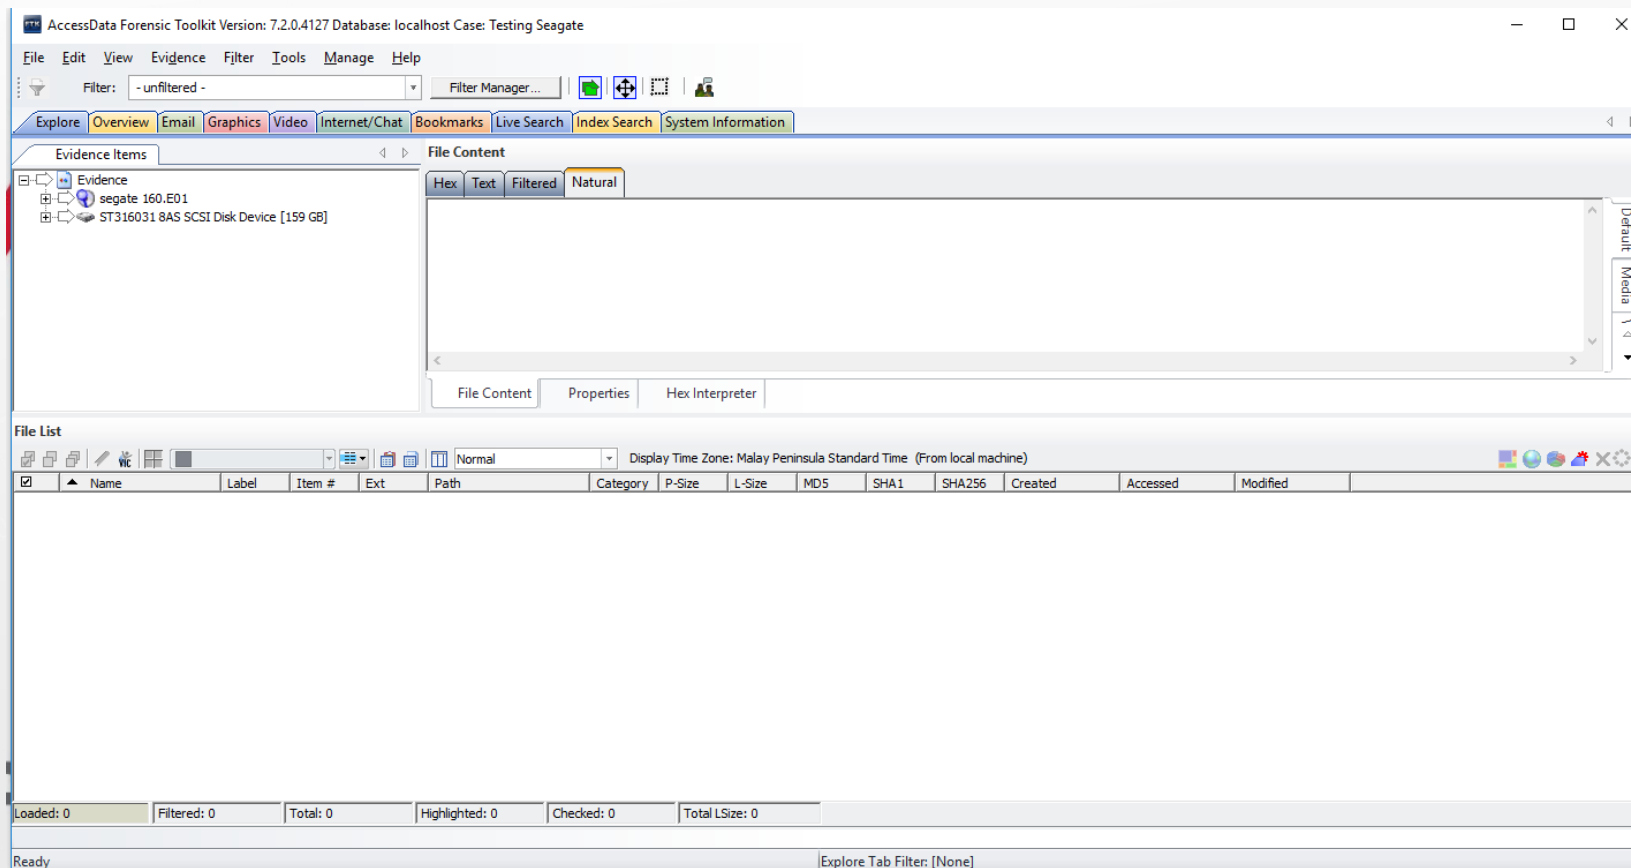 FTK AccessData Forensic Toolkit Version: 7.2.0.4127 Database: localhost Case: Testing Seagate
File Edit View Evidence Filter Tools Manage Help
Filter: - unfiltered - Filter Manager...
Explore Overview Email Graphics Video Internet/Chat Bookmarks Live Search Index Search System Information
Evidence Items
File Content
Evidence
segate 160.E01
ST316031 8AS SCSI Disk Device [159 GB]
Hex Text Filtered Natural
Default
Media
File Content Properties Hex Interpreter
File List
VIC Normal Display Time Zone: Malay Peninsula Standard Time (From local machine)
Name Label Item # Ext Path Category P-Size L-Size MD5 SHA1 SHA256 Created Accessed Modified
Loaded: 0 Filtered: 0 Total: 0 Highlighted: 0 Checked: 0 Total LSize: 0
Ready Explore Tab Filter: [None]